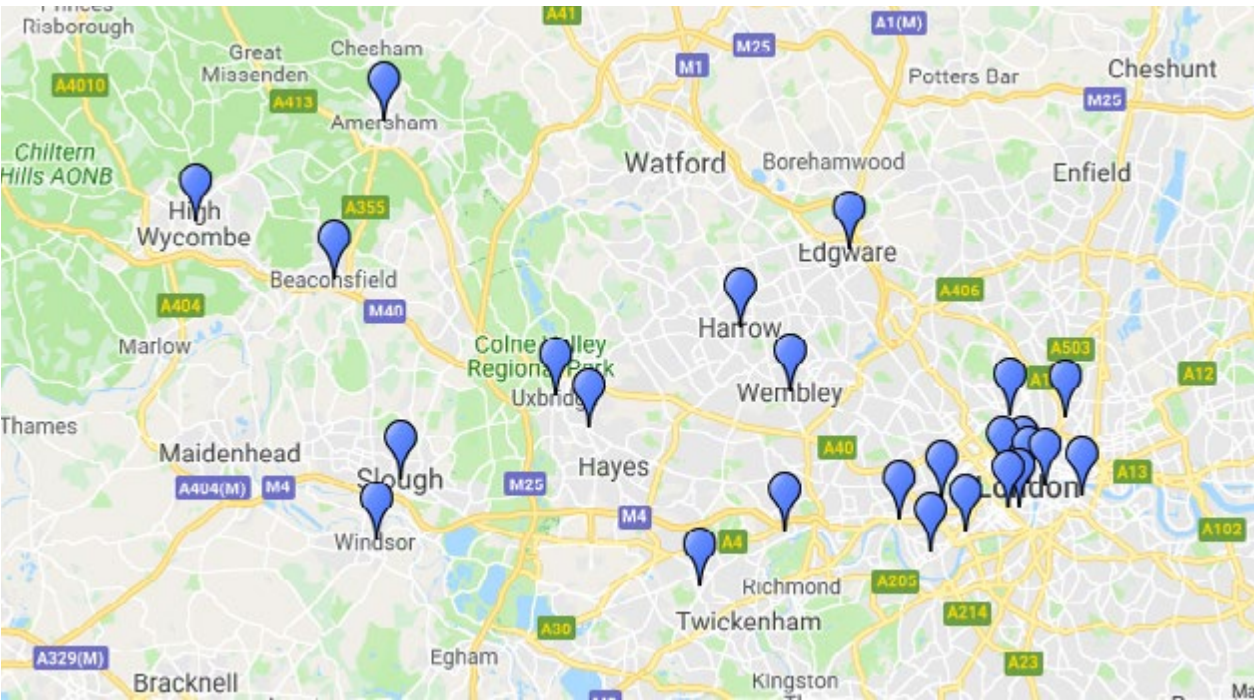 Princes
Risborough
A41
A1(M)
M25
Great
Missenden
Chesham
M1
Potters Bar
Cheshunt
A4010
A413
M25
Amersham
Chiltern
Hills AONB
Watford
Borehamwood
Enfield
High
Wycombe
A355
Edgware
Beaconsfield
A404
M40
A406
Harrow
Marlow
Colne Valley
Regional Park
A503
A12
Uxbridge
Wembley
Thames
Maidenhead
Slough
Hayes
A40
A13
A404(M)
M4
M25
London
M4
A102
Windsor
A4
Richmond
A205
Twickenham
A214
A30
A329(M)
Egham
A23
Bracknell
Kingston